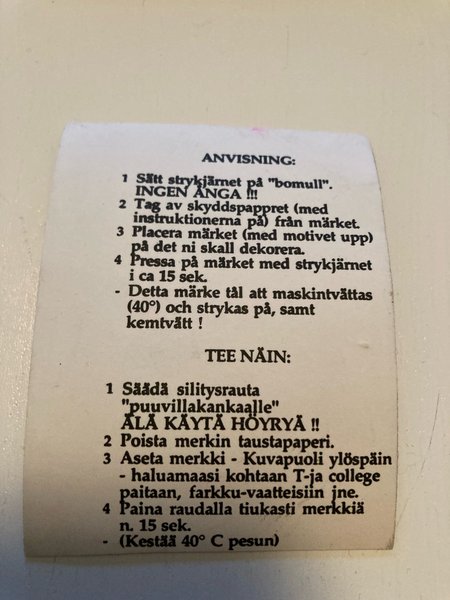 ANVISNING:
1 Sätt strykjärnet på "bomull".
INGEN ÅNGA !!!
2 Tag av skyddspappret (med
instruktionerna på) från märket.
3 Placera märket (med motivet upp)
på det ni skall dekorera.
4 Pressa på märket med strykjärnet
i ca 15 sek.
- Detta märke tål att maskintvättas
(40°) och strykas på, samt
kemtvätt !
TEE NÄIN:
1 Säädä silitysrauta
"puuvillakankaalle"
ÄLÄ KÄYTÄ HÖYRYÄ !!
2 Poista merkin taustapaperi.
3 Aseta merkki - Kuvapuoli ylöspäin
- haluamaasi kohtaan T-ja college
paitaan, farkku-vaatteisiin jne.
4 Paina raudalla tiukasti merkkiä
n. 15 sek.
- (Kestää 40° C pesun)